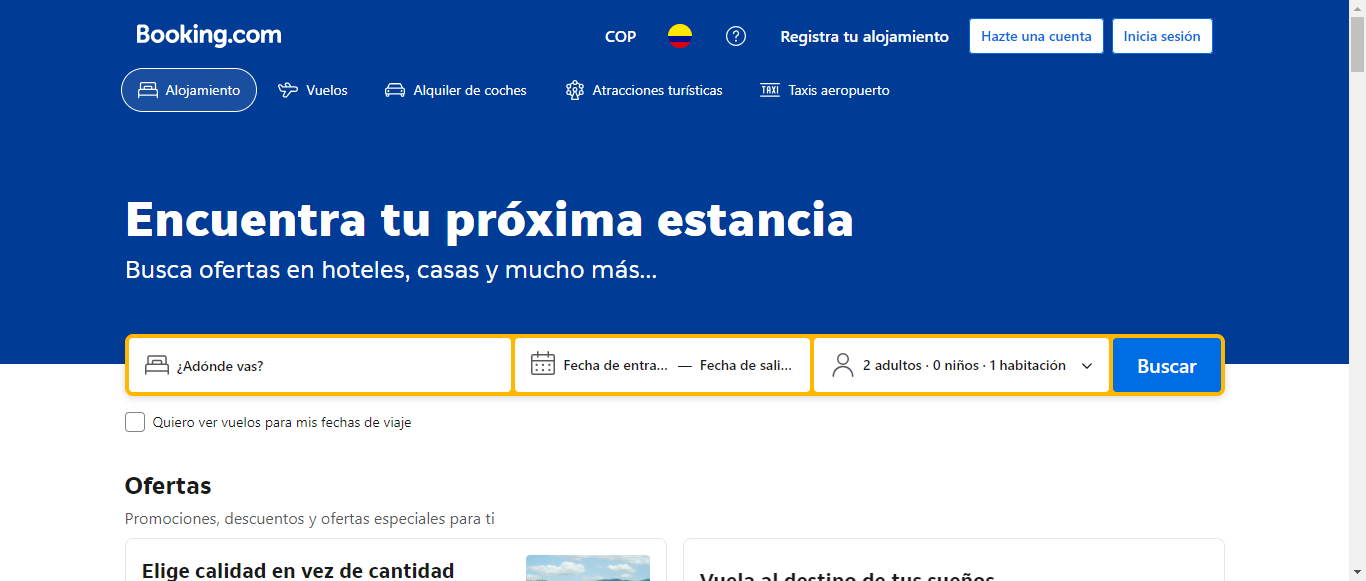 Booking.com
COP
Registra tu alojamiento
Hazte una cuenta
Inicia sesión
Alojamiento
Vuelos
Alquiler de coches
Atracciones turísticas
TAXI
Taxis aeropuerto
Encuentra tu próxima estancia
Busca ofertas en hoteles, casas y mucho más...
¿Adónde vas?
Fecha de entra... — Fecha de sali...
2 adultos · 0 niños · 1 habitación
Buscar
Quiero ver vuelos para mis fechas de viaje
Ofertas
Promociones, descuentos y ofertas especiales para ti
Elige calidad en vez de cantidad
Vuela al destino de tus sueños